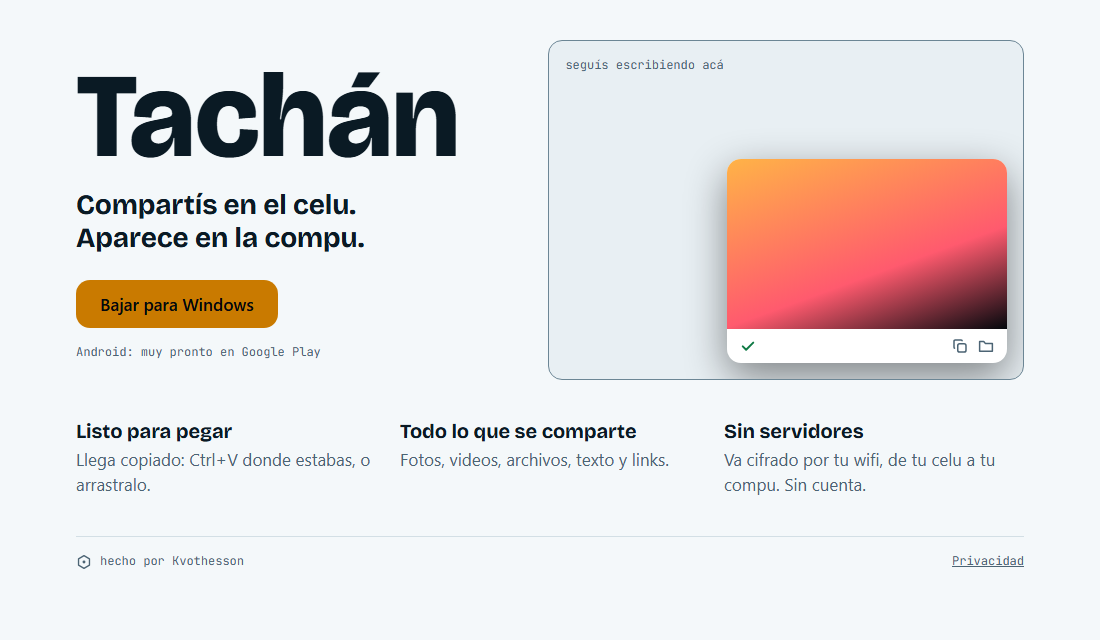 Tachán
Compartís en el celu.
Aparece en la compu.
Bajar para Windows
Android: muy pronto en Google Play
seguís escribiendo acá
Listo para pegar
Llega copiado: Ctrl+V donde estabas, o
arrastralo.
Todo lo que se comparte
Fotos, videos, archivos, texto y links.
Sin servidores
Va cifrado por tu wifi, de tu celu a tu
compu. Sin cuenta.
hecho por Kvothesson
Privacidad